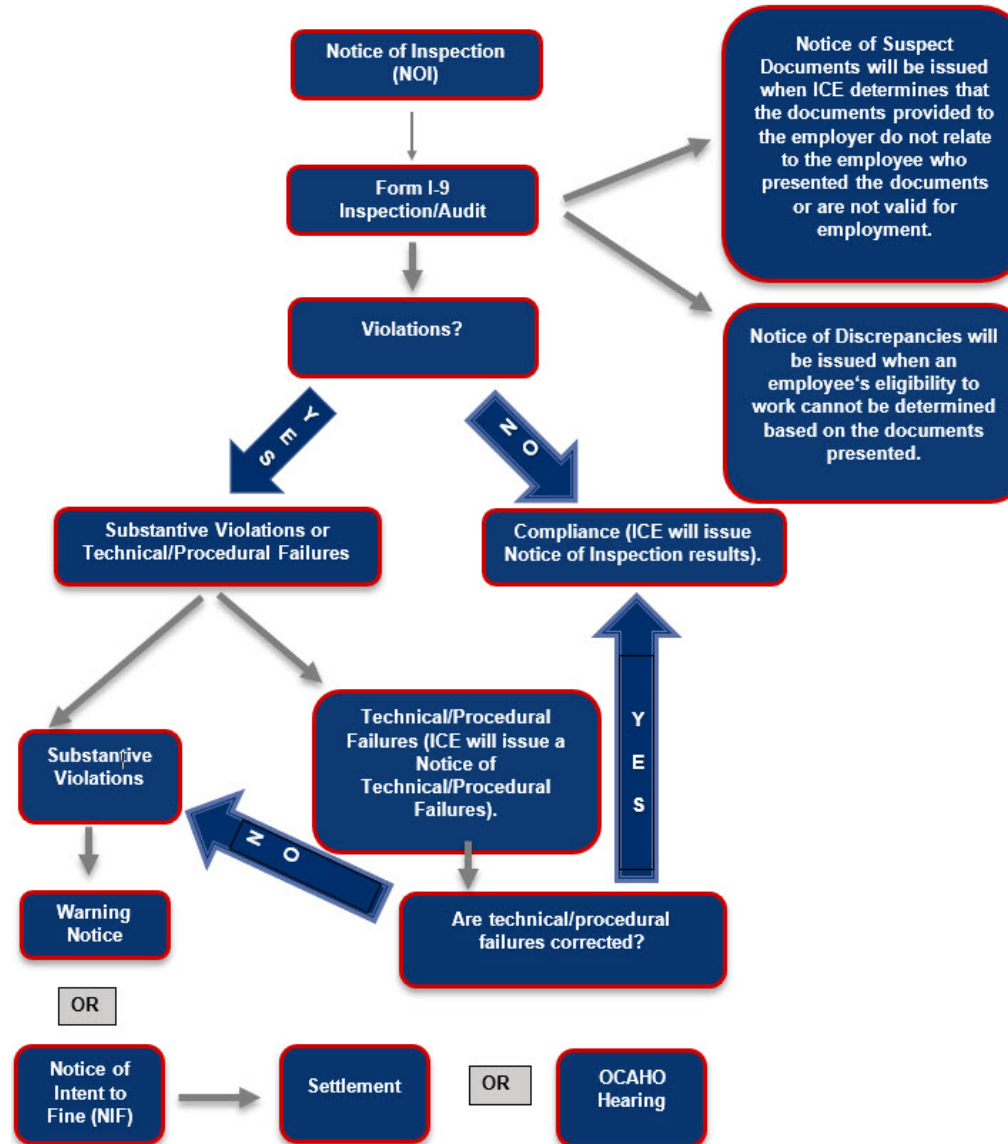 Notice of Inspection
(NOI)
Notice of Suspect
Documents will be issued
when ICE determines that
the documents provided to
the employer do not relate
to the employee who
presented the documents
or are not valid for
employment.
Form I-9
Inspection/Audit
Violations?
Notice of Discrepancies will
be issued when an
employee‘s eligibility to
work cannot be determined
based on the documents
presented.
YES
NO
Substantive Violations or
Technical/Procedural Failures
Compliance (ICE will issue
Notice of Inspection results).
Substantive
Violations
Technical/Procedural
Failures (ICE will issue a
Notice of
Technical/Procedural
Failures).
YES
NO
Warning
Notice
Are technical/procedural
failures corrected?
OR
Notice of
Intent to
Fine (NIF)
Settlement
OR
OCAHO
Hearing